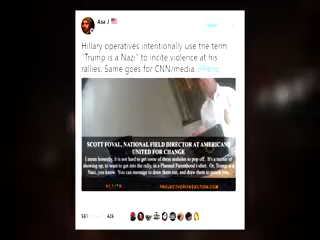 Asa J
Hillary operatives intentionally use the term
"Trump is a Nazi" to incite violence at his
rallies. Same goes for CNN/media.
SCOTT FOVAL, NATIONAL FIELD DIRECTOR AT AMERICANS
UNITED FOR CHANGE
I mean honestly, it is not hard to get some of these assholes to pop off. It's a matter of
showing up, to want to get into the rally, in a Planned Parenthood t-shirt. Or, Trump is a
Nazi, you know. You can message to draw them out, and draw them to punch you.
PROJECTVERITASACTION.COM